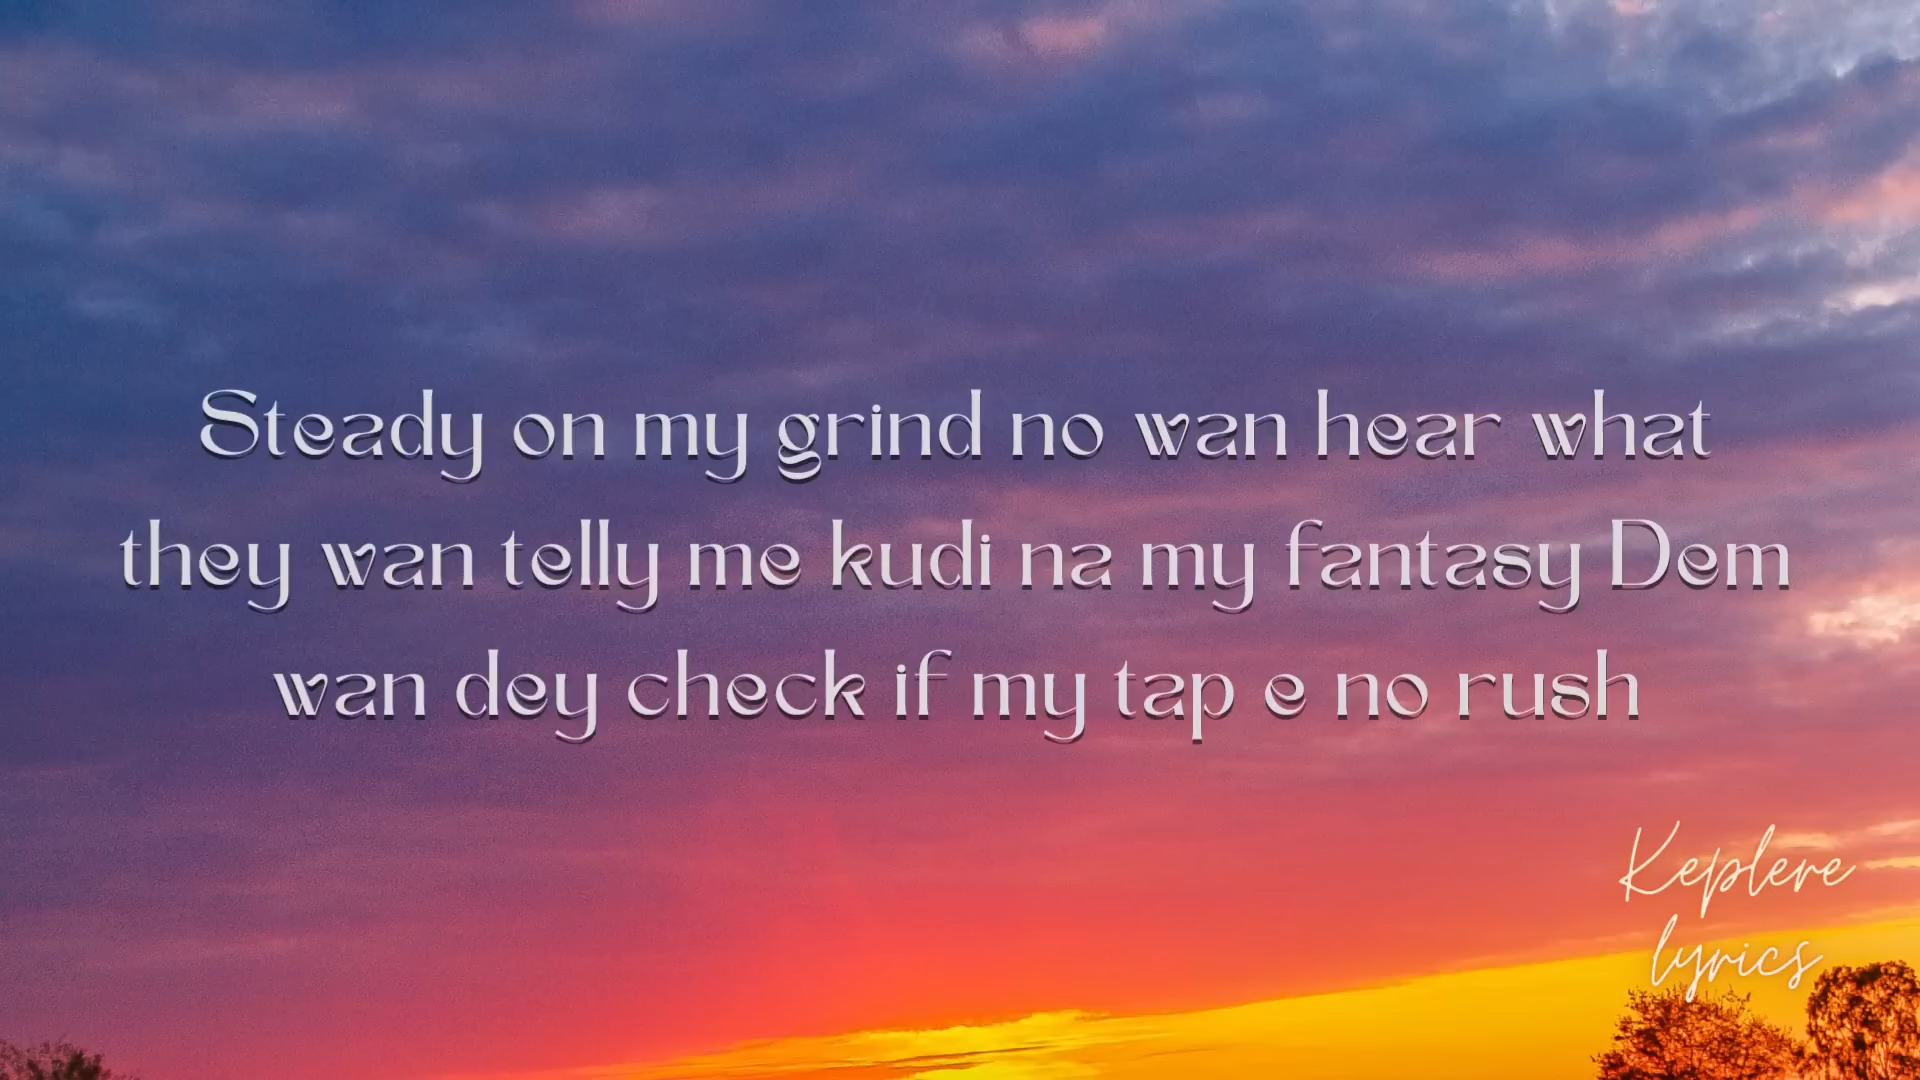 Steady on my grind no wan hear what
they wan telly me kudi na my fantasy Dem
wan dey check if my tap e no rush
Keplere
lyrics